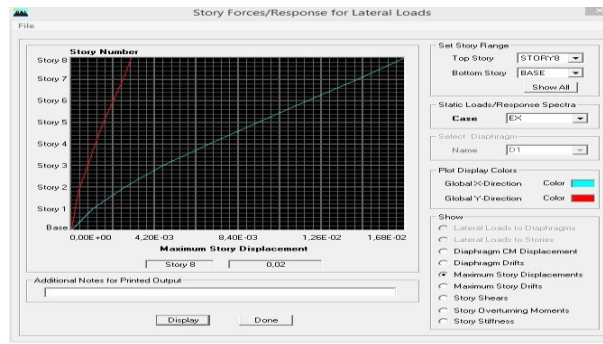 Story Forces/Response for Lateral Loads
File
Story Number
Story 8
Story 7
Story 6
Story 5
Story 4
Story 3
Story 2
Story 1
Base
0,00E+00 4,20E-03 8,40E-03 1,26E-02 1,68E-02
Maximum Story Displacement
Story 8 0,02
Additional Notes for Printed Output
Display Done
Set Story Range
Top Story STORY8
Bottom Story BASE
Show All
Static Loads/Response Spectra
Case EX
Select Diaphragm
Name D1
Plot Display Colors
Global X-Direction Color
Global Y-Direction Color
Show
Lateral Loads to Diaphragms
Lateral Loads to Stories
Diaphragm CM Displacement
Diaphragm Drifts
Maximum Story Displacements
Maximum Story Drifts
Story Shears
Story Overturning Moments
Story Stiffness